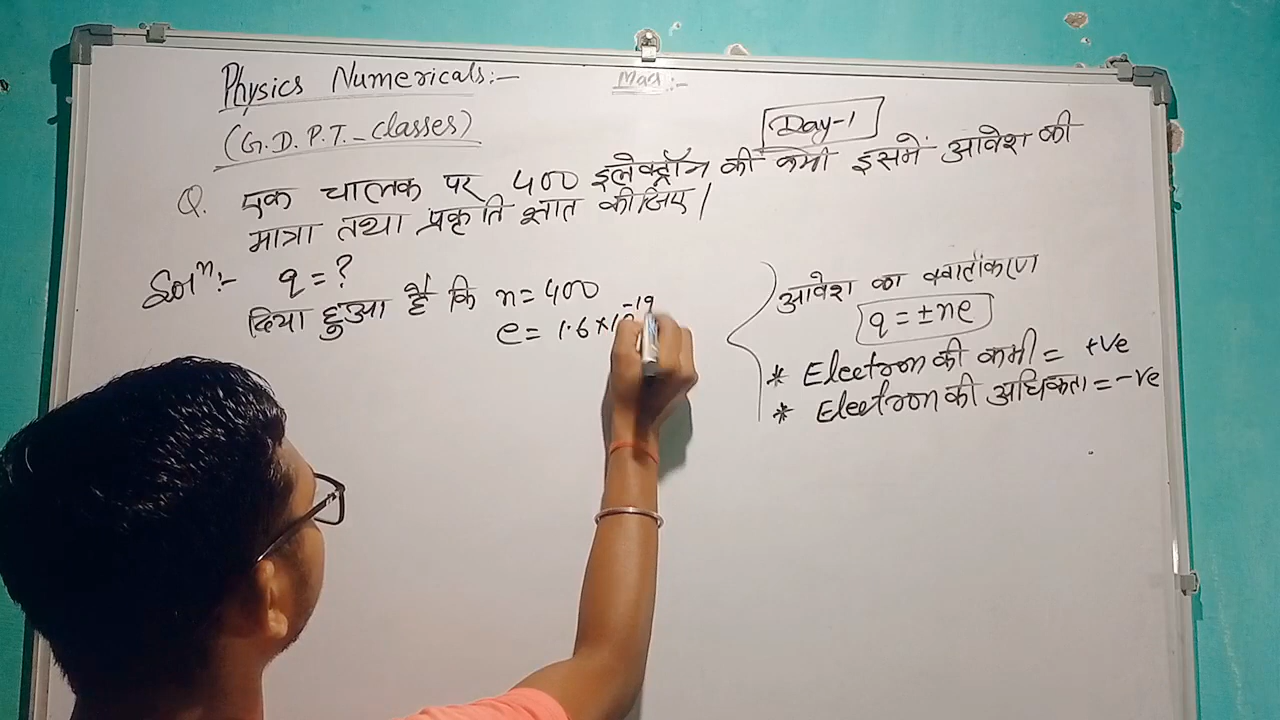 Physics Numericals:-
(G.D.P.T.-classes)
Day-1
Q. एक चालक पर 400 इलेक्ट्रॉन की कमी इसमें आवेश की
मात्रा तथा प्रकृति ज्ञात कीजिए।
Solⁿ:- q = ?
दिया हुआ है कि n = 400
e = 1.6 × 10⁻¹⁹
आवेश का क्वांतीकरण
q = ±ne
* Electron की कमी = +Ve
* Electron की अधिकता = -Ve